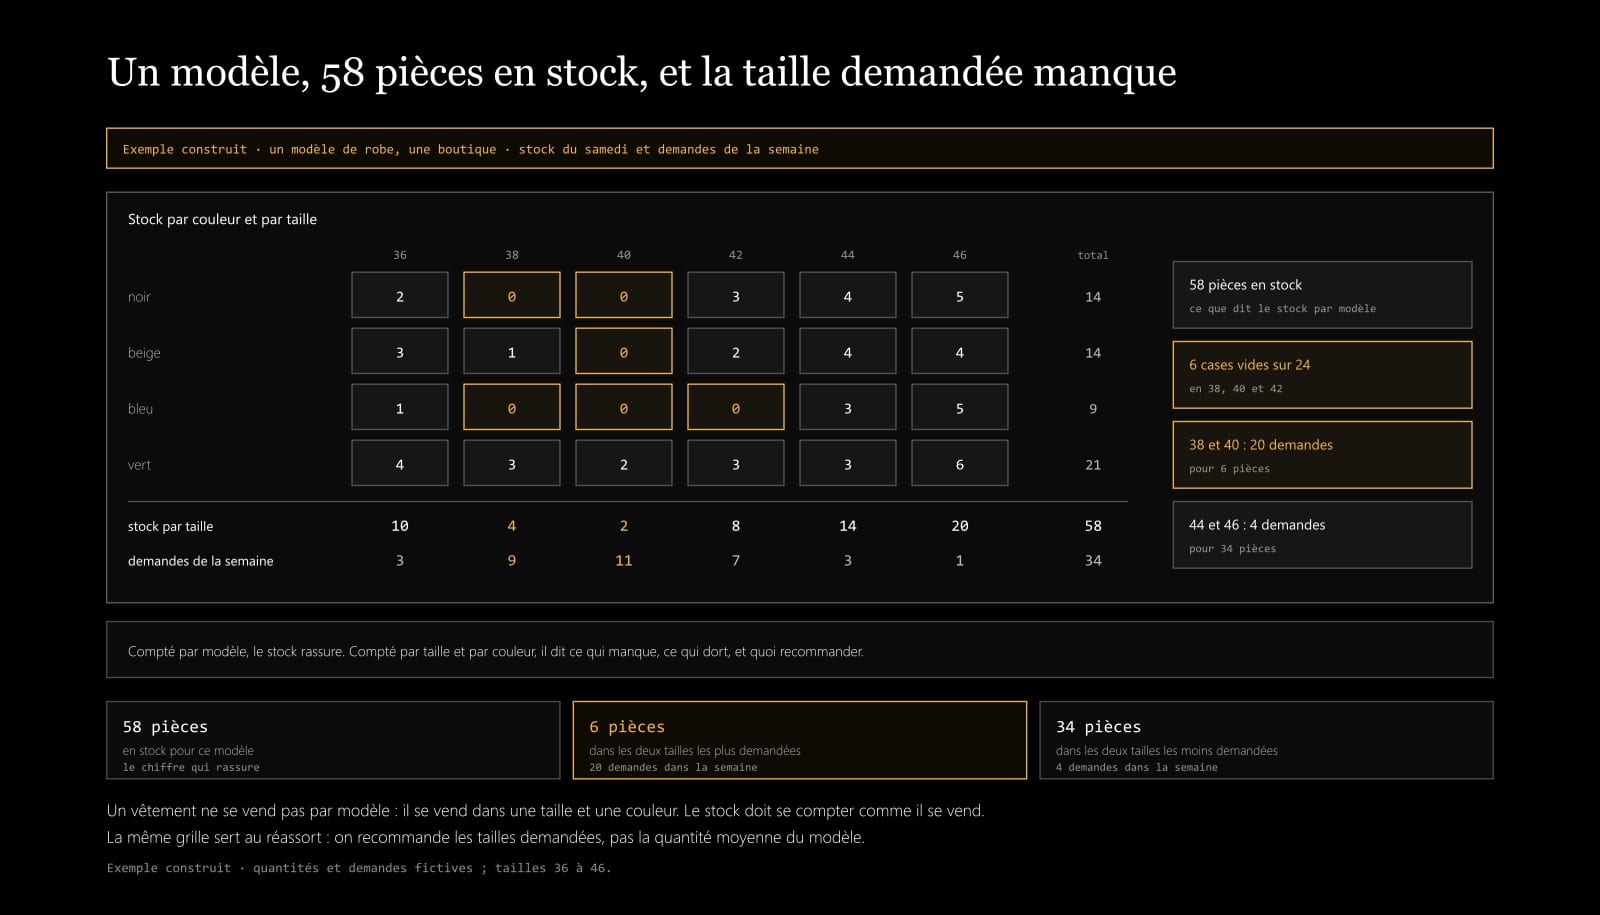 Un modèle, 58 pièces en stock, et la taille demandée manque
Exemple construit · un modèle de robe, une boutique · stock du samedi et demandes de la semaine
Stock par couleur et par taille
36 38 40 42 44 46 total
noir 2 0 0 3 4 5 14
beige 3 1 0 2 4 4 14
bleu 1 0 0 0 3 5 9
vert 4 3 2 3 3 6 21
stock par taille 10 4 2 8 14 20 58
demandes de la semaine 3 9 11 7 3 1 34
58 pièces en stock
ce que dit le stock par modèle
6 cases vides sur 24
en 38, 40 et 42
38 et 40 : 20 demandes
pour 6 pièces
44 et 46 : 4 demandes
pour 34 pièces
Compté par modèle, le stock rassure. Compté par taille et par couleur, il dit ce qui manque, ce qui dort, et quoi recommander.
58 pièces
en stock pour ce modèle
le chiffre qui rassure
6 pièces
dans les deux tailles les plus demandées
20 demandes dans la semaine
34 pièces
dans les deux tailles les moins demandées
4 demandes dans la semaine
Un vêtement ne se vend pas par modèle : il se vend dans une taille et une couleur. Le stock doit se compter comme il se vend.
La même grille sert au réassort : on recommande les tailles demandées, pas la quantité moyenne du modèle.
Exemple construit · quantités et demandes fictives ; tailles 36 à 46.